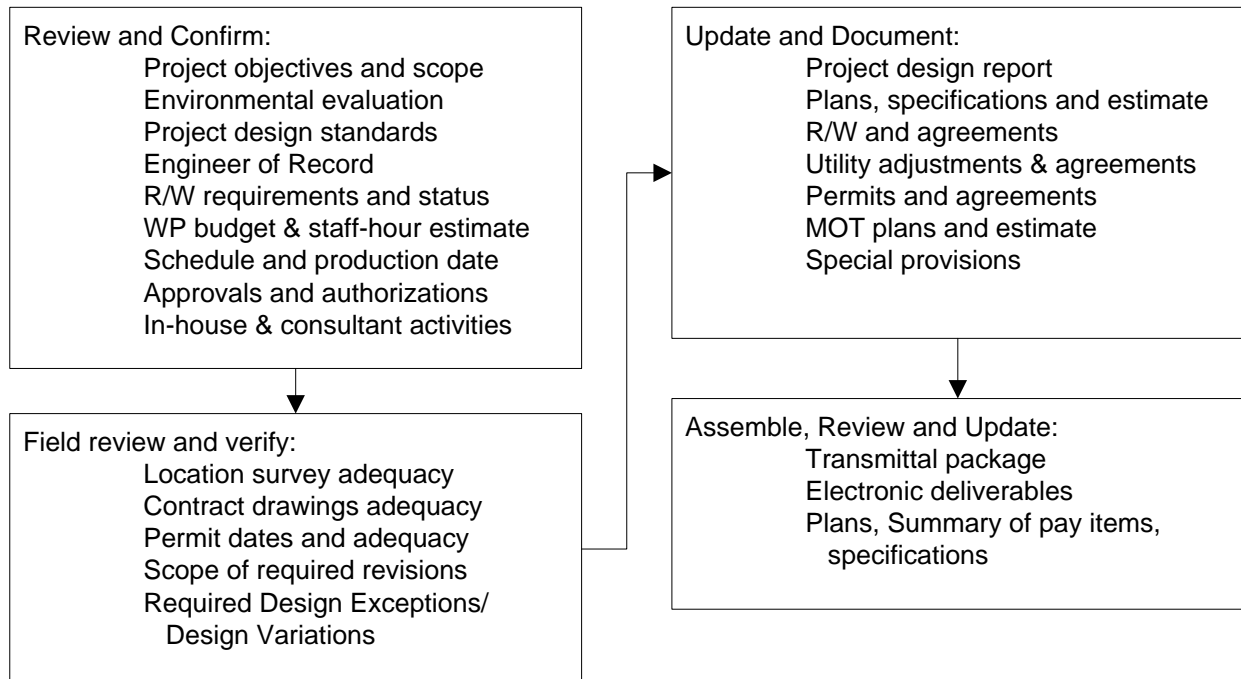 Review and Confirm:
Project objectives and scope
Environmental evaluation
Project design standards
Engineer of Record
R/W requirements and status
WP budget & staff-hour estimate
Schedule and production date
Approvals and authorizations
In-house & consultant activities
Field review and verify:
Location survey adequacy
Contract drawings adequacy
Permit dates and adequacy
Scope of required revisions
Required Design Exceptions/
Design Variations
Update and Document:
Project design report
Plans, specifications and estimate
R/W and agreements
Utility adjustments & agreements
Permits and agreements
MOT plans and estimate
Special provisions
Assemble, Review and Update:
Transmittal package
Electronic deliverables
Plans, Summary of pay items,
specifications